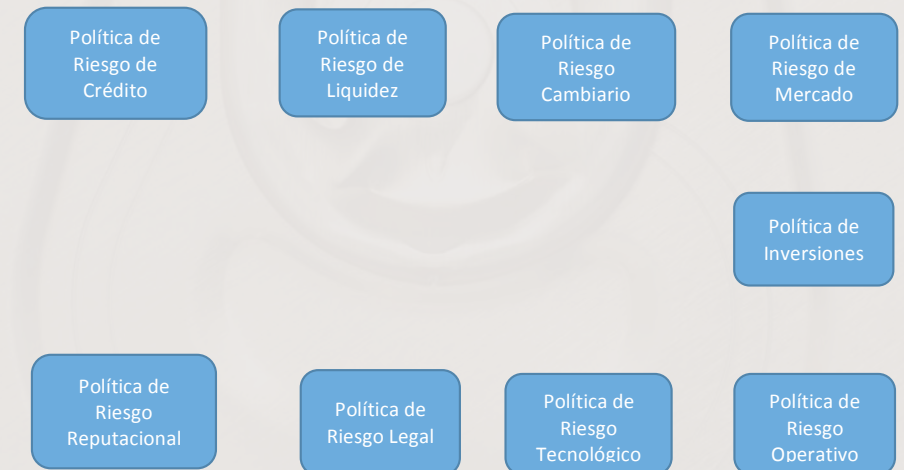 Política de
Riesgo de
Crédito
Política de
Riesgo de
Liquidez
Política de
Riesgo
Cambiario
Política de
Riesgo de
Mercado
Política de
Inversiones
Política de
Riesgo
Reputacional
Política de
Riesgo Legal
Política de
Riesgo
Tecnológico
Política de
Riesgo
Operativo